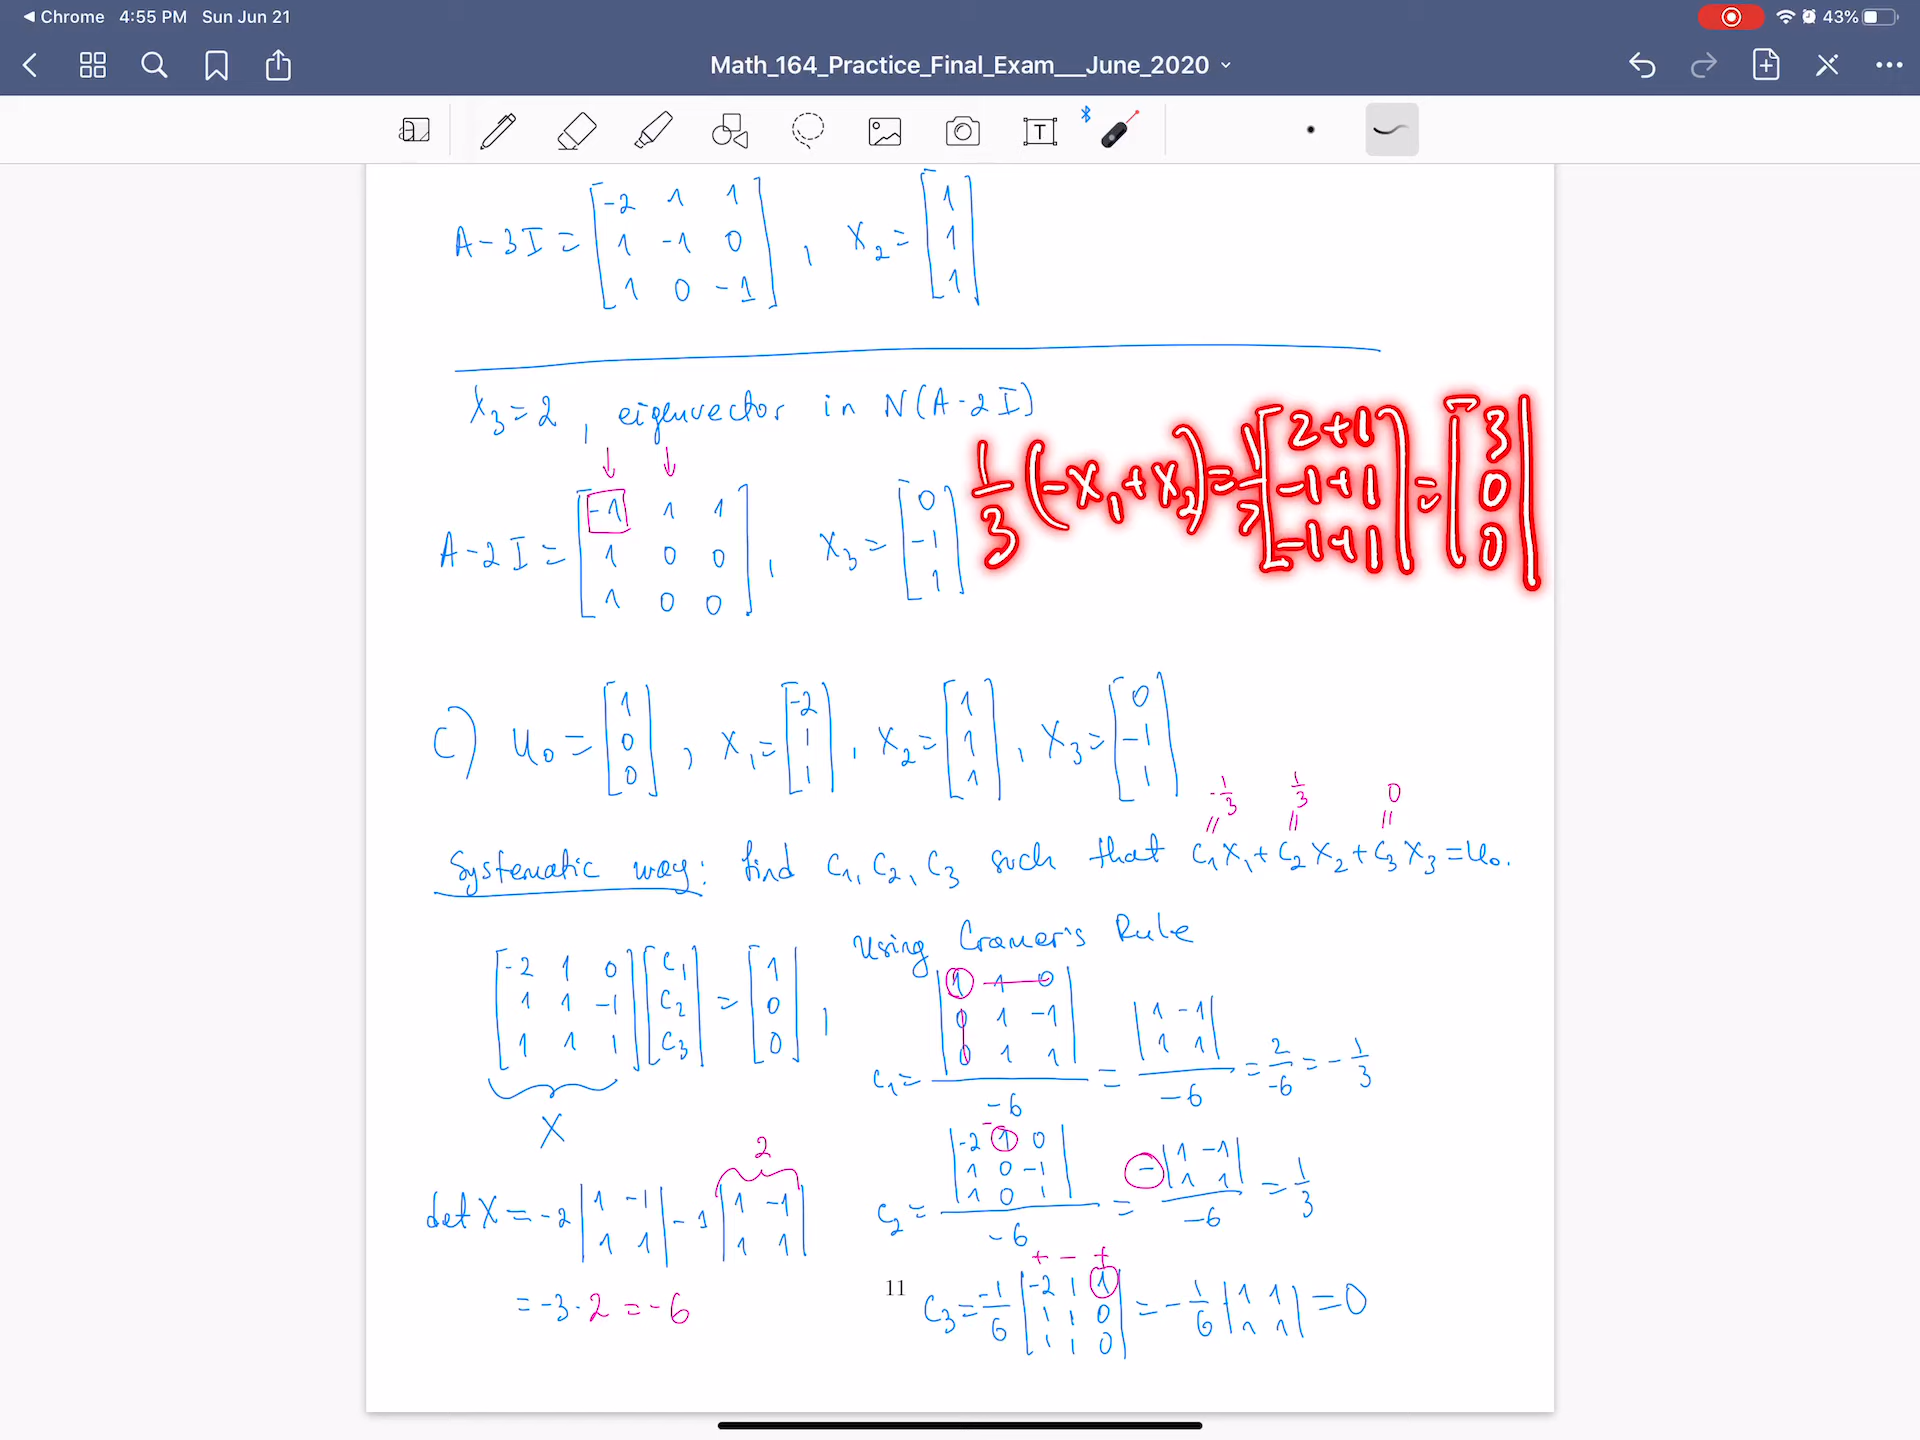 Chrome 4:55 PM Sun Jun 21 43%
Math_164_Practice_Final_Exam___June_2020
A-3I = [-2 1 1; 1 -1 0; 1 0 -1], x₂ = [1; 1; 1]
λ₃=2, eigenvector in N(A-2I)
A-2I = [-1 1 1; 1 0 0; 1 0 0], x₃ = [0; -1; 1]
1/3 (-x₁+x₂) = 1/3 [2+1; -1+1; -1+1] = [3; 0; 0]
C) u₀ = [1; 0; 0], x₁ = [-2; 1; 1], x₂ = [1; 1; 1], x₃ = [0; -1; 1]
-1/3 1/3 0
Systematic way: find c₁, c₂, c₃ such that c₁x₁+c₂x₂+c₃x₃=u₀.
[-2 1 0; 1 1 -1; 1 1 1] [c₁; c₂; c₃] = [1; 0; 0],
X
Using Cramer's Rule
c₁ = |1 1 0; 0 1 -1; 0 1 1| / -6 = |1 -1; 1 1| / -6 = 2/-6 = -1/3
2
det X = -2 |1 -1; 1 1| - 1 |1 -1; 1 1|
= -3·2 = -6
c₂ = |-2 1 0; 1 0 -1; 1 0 1| / -6 = -|1 -1; 1 1| / -6 = 1/3
+ - +
c₃ = -1/6 |-2 1 1; 1 1 0; 1 1 0| = -1/6 |1 1; 1 1| = 0
11